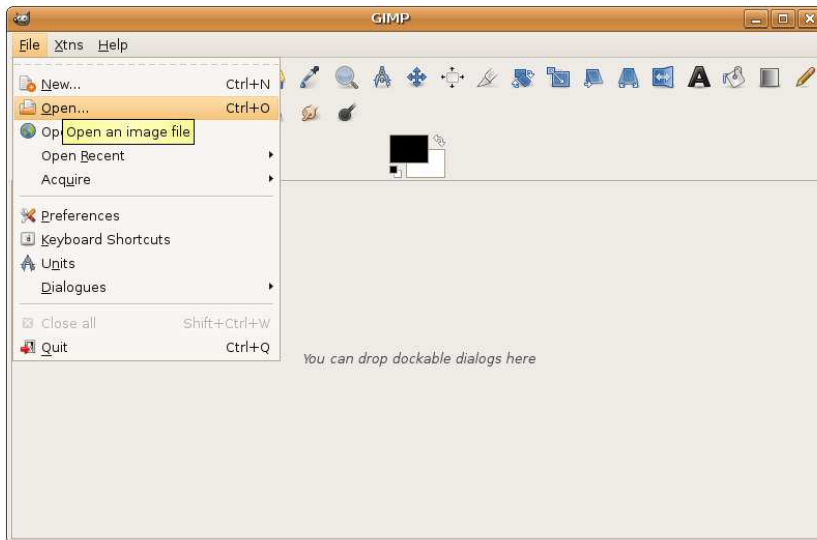 GIMP
File Xtns Help
New... Ctrl+N
Open... Ctrl+O
Op
Open an image file
Open Recent
Acquire
Preferences
Keyboard Shortcuts
Units
Dialogues
Close all Shift+Ctrl+W
Quit Ctrl+Q
You can drop dockable dialogs here